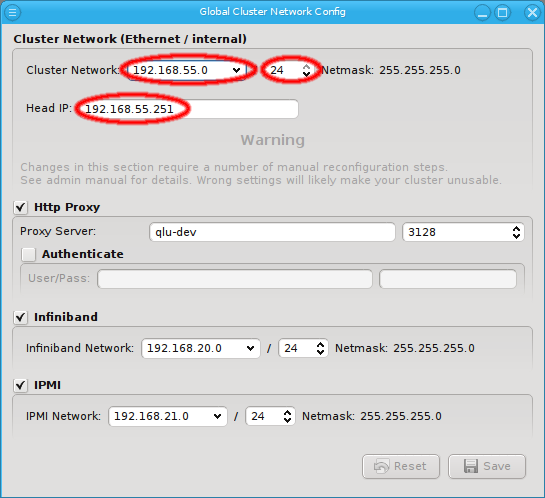 Global Cluster Network Config
Cluster Network (Ethernet / internal)
Cluster Network: 192.168.55.0 / 24 Netmask: 255.255.255.0
Head IP: 192.168.55.251
Warning
Changes in this section require a number of manual reconfiguration steps.
See admin manual for details. Wrong settings will likely make your cluster unusable.
Http Proxy
Proxy Server: qlu-dev 3128
Authenticate
User/Pass:
Infiniband
Infiniband Network: 192.168.20.0 / 24 Netmask: 255.255.255.0
IPMI
IPMI Network: 192.168.21.0 / 24 Netmask: 255.255.255.0
Reset Save